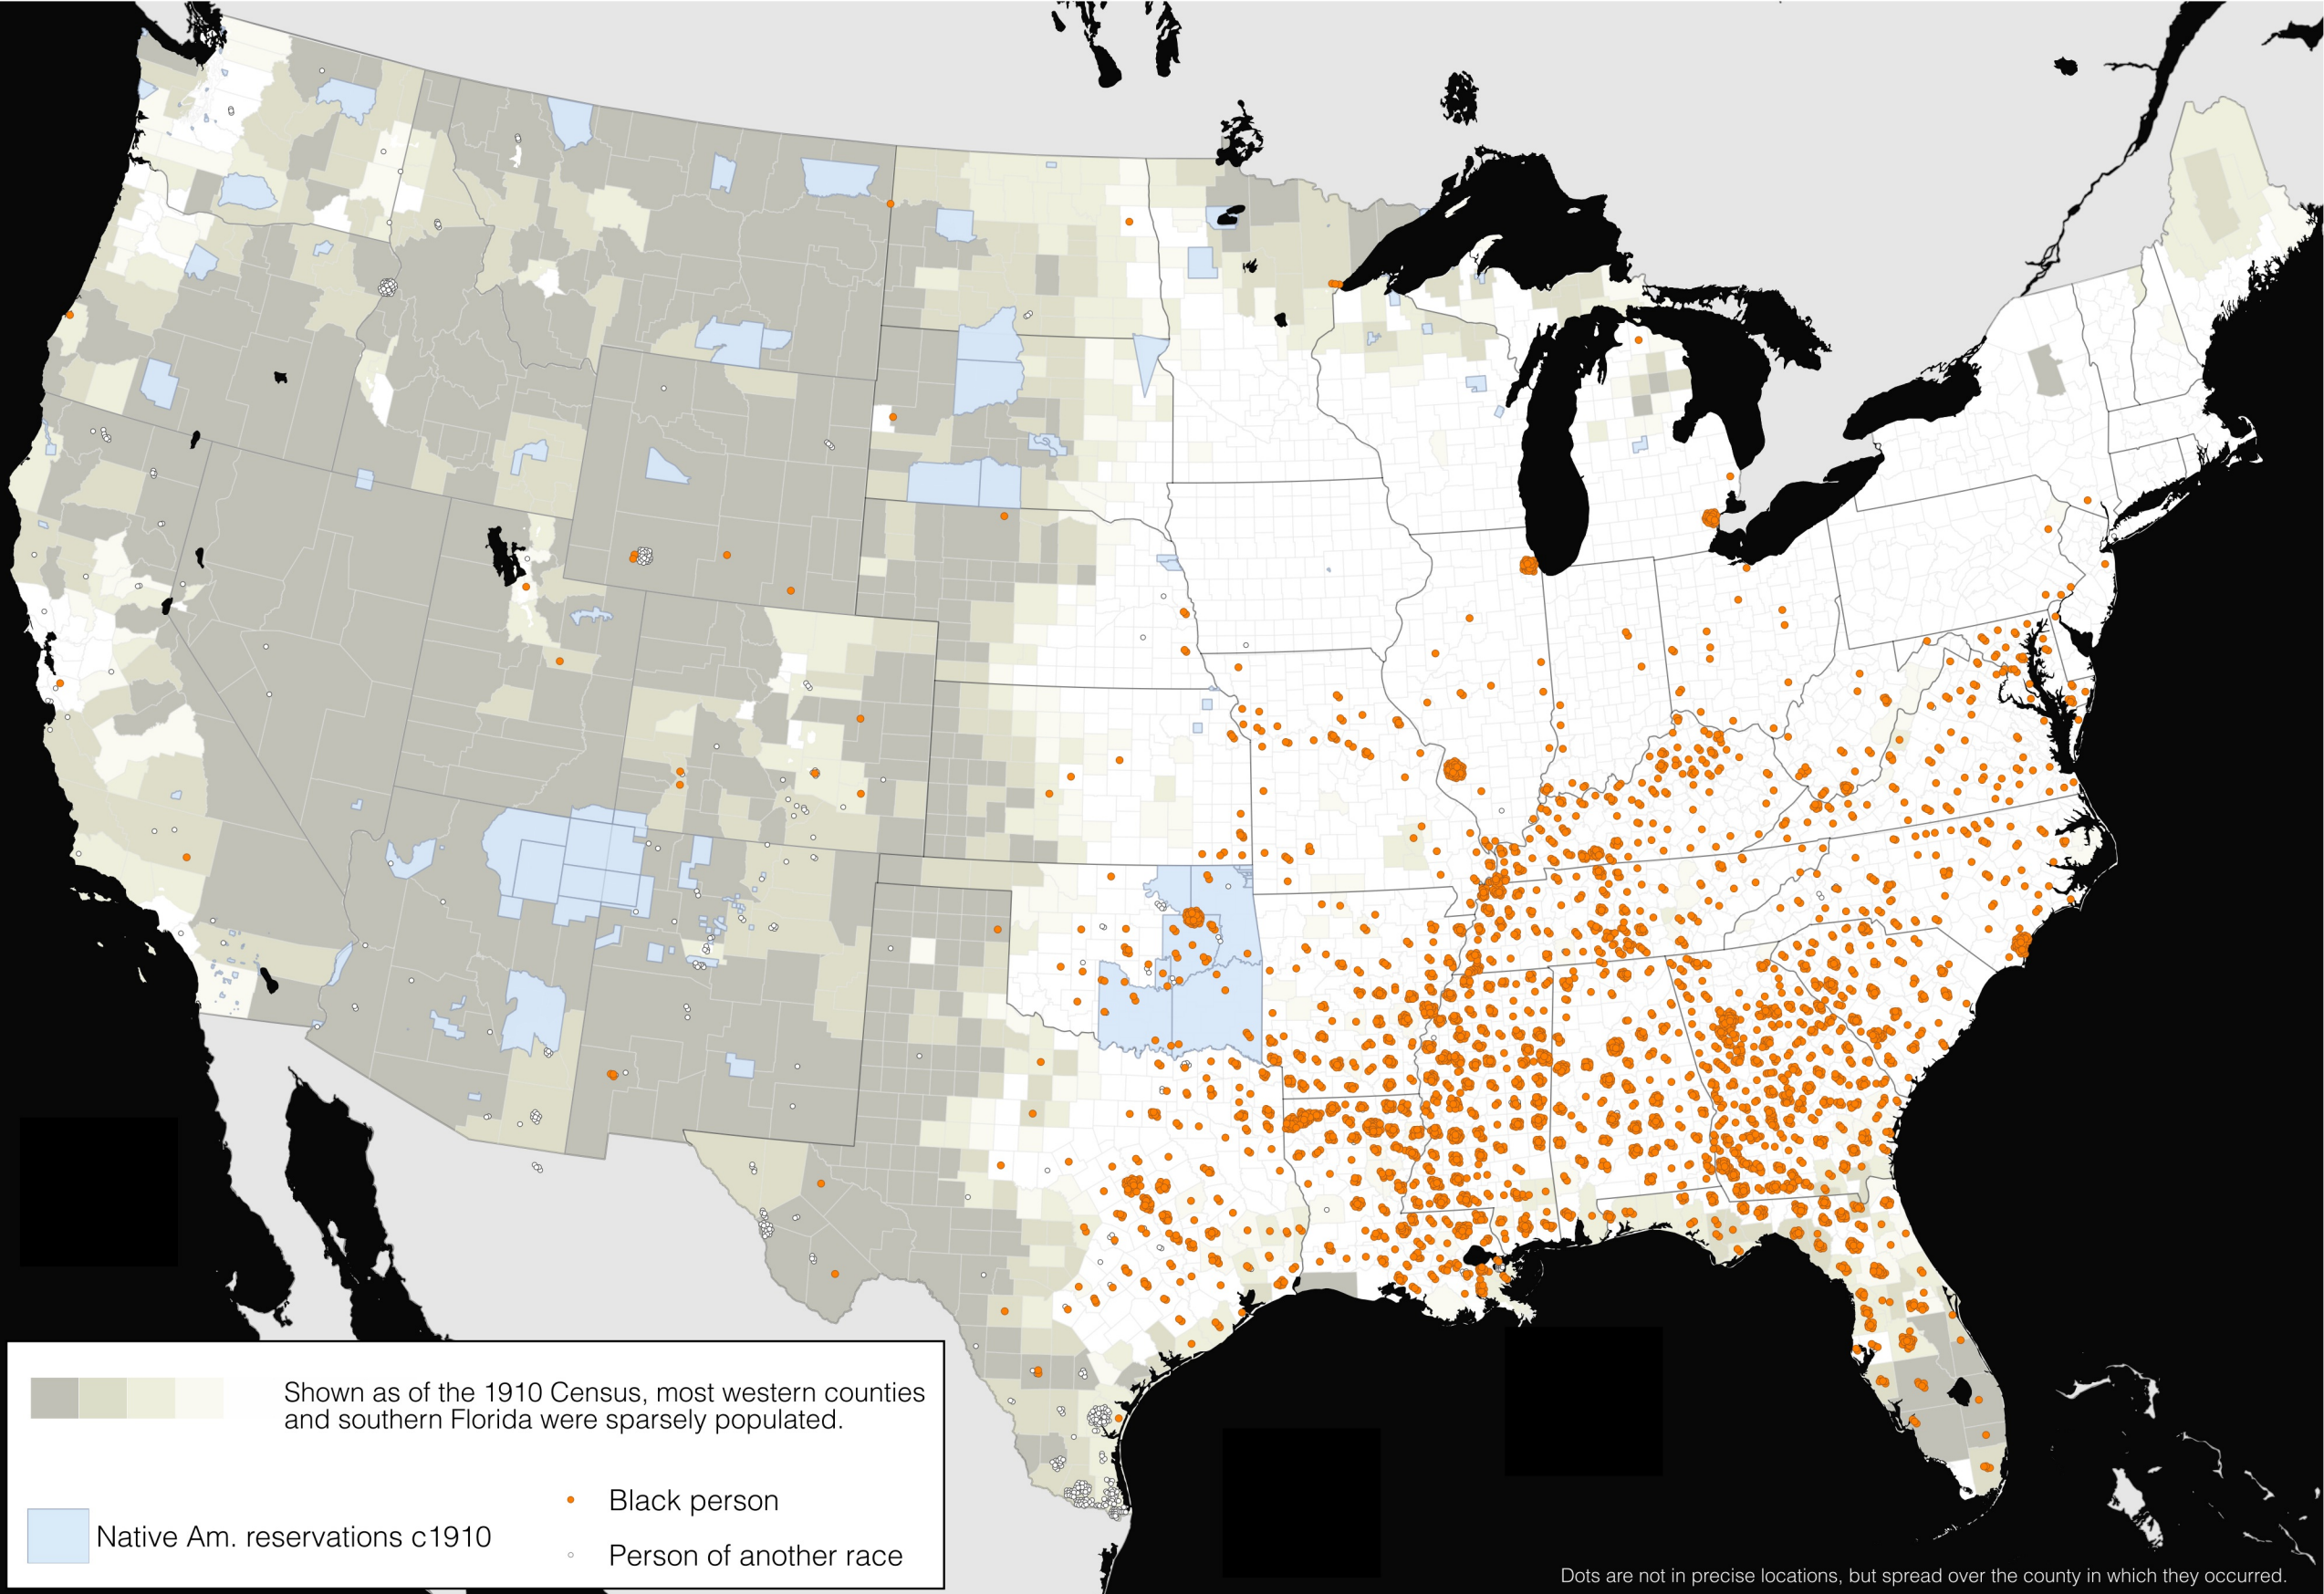 Shown as of the 1910 Census, most western counties
and southern Florida were sparsely populated.
Native Am. reservations c1910
Black person
Person of another race
Dots are not in precise locations, but spread over the county in which they occurred.